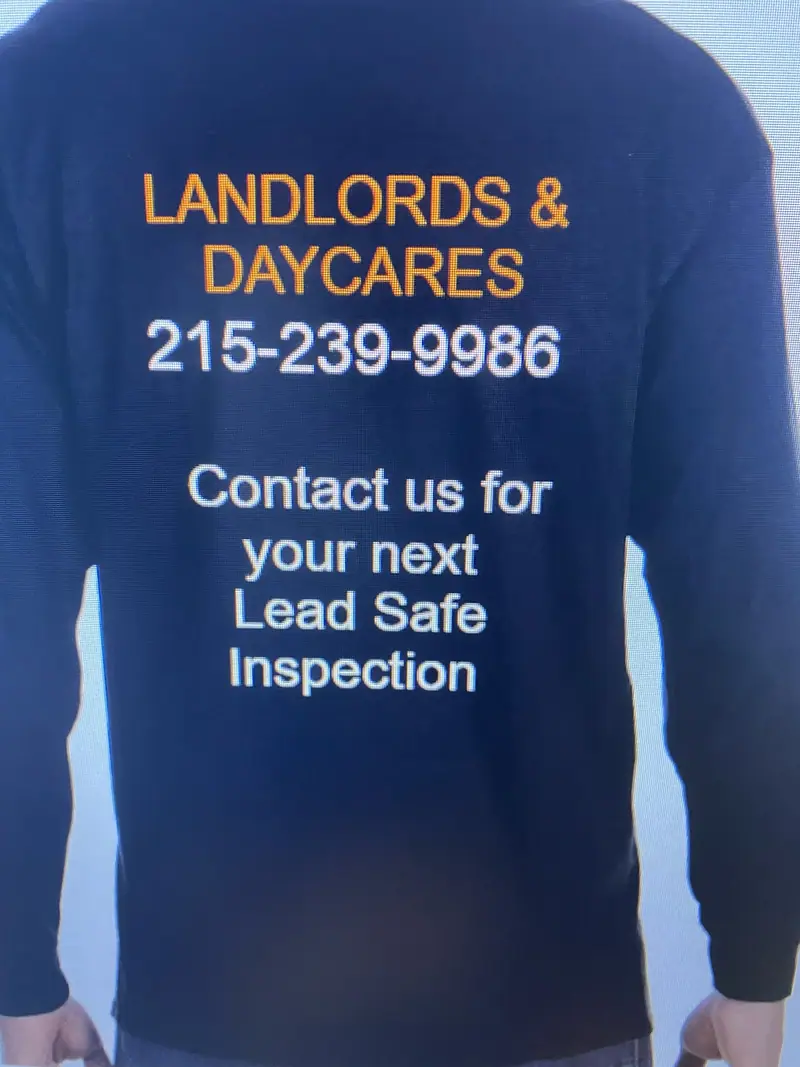 LANDLORDS &
DAYCARES
215-239-9986
Contact us for
your next
Lead Safe
Inspection